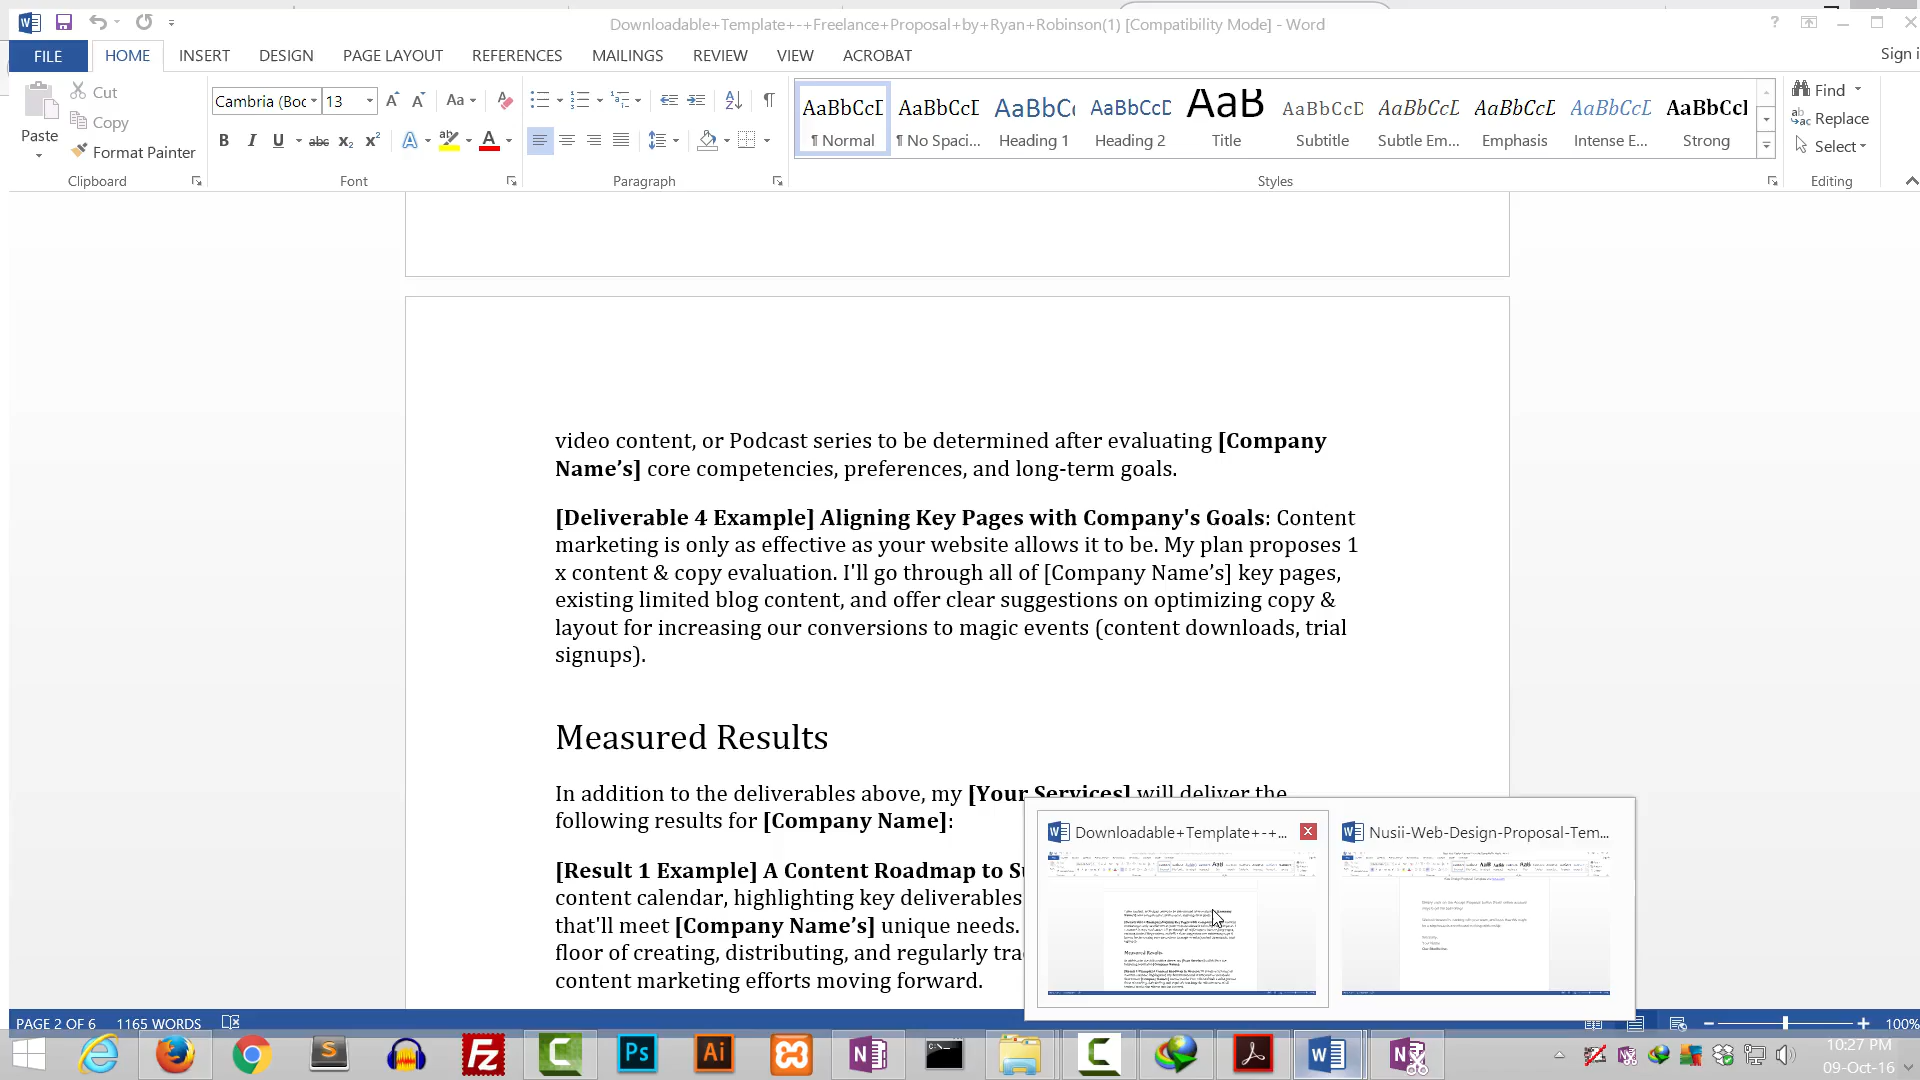 Downloadable+Template+-+Freelance+Proposal+by+Ryan+Robinson(1) [Compatibility Mode] - Word
FILE HOME INSERT DESIGN PAGE LAYOUT REFERENCES MAILINGS REVIEW VIEW ACROBAT Sign i
Cut
Copy
Format Painter
Paste
Cambria (Boc 13
AaBbCcD AaBbCcD AaBbCc AaBbCcD AaB AaBbCcD AaBbCcD AaBbCcD AaBbCcD AaBbCcl
¶ Normal ¶ No Spaci... Heading 1 Heading 2 Title Subtitle Subtle Em... Emphasis Intense E... Strong
Find
Replace
Select
Clipboard Font Paragraph Styles Editing
video content, or Podcast series to be determined after evaluating [Company
Name’s] core competencies, preferences, and long-term goals.
[Deliverable 4 Example] Aligning Key Pages with Company's Goals: Content
marketing is only as effective as your website allows it to be. My plan proposes 1
x content & copy evaluation. I'll go through all of [Company Name’s] key pages,
existing limited blog content, and offer clear suggestions on optimizing copy &
layout for increasing our conversions to magic events (content downloads, trial
signups).
Measured Results
In addition to the deliverables above, my [Your Services] will deliver the
following results for [Company Name]:
[Result 1 Example] A Content Roadmap to Su
content calendar, highlighting key deliverables
that'll meet [Company Name’s] unique needs.
floor of creating, distributing, and regularly tra
content marketing efforts moving forward.
Downloadable+Template+-+... Nusii-Web-Design-Proposal-Tem...
Measured Results
PAGE 2 OF 6 1165 WORDS 100%
10:27 PM
09-Oct-16